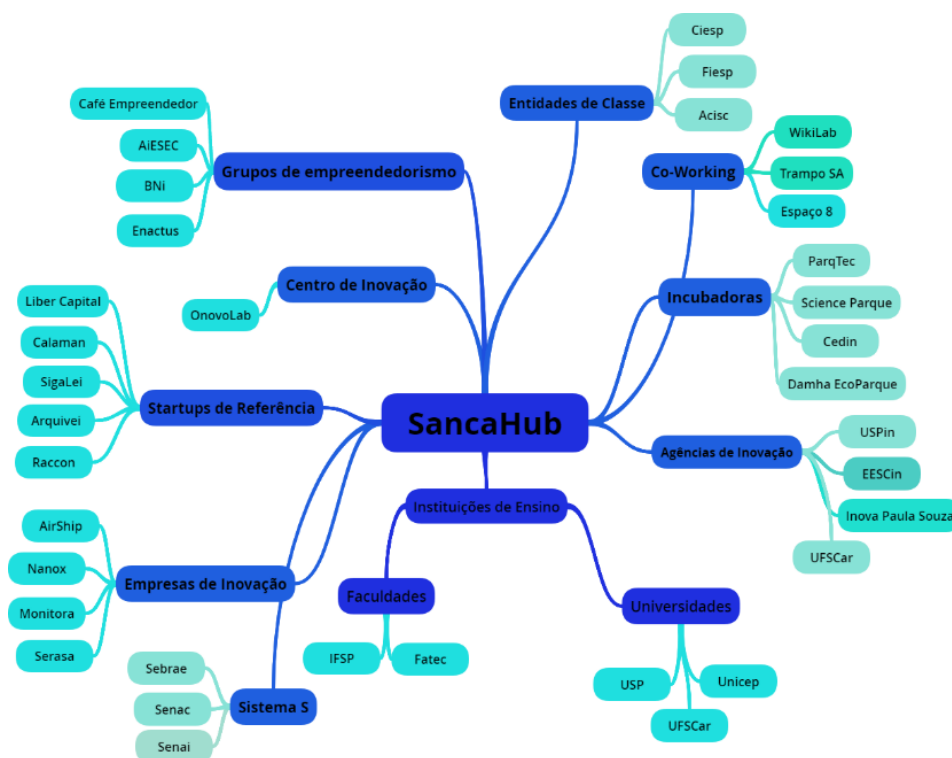 SancaHub
Entidades de Classe
Ciesp
Fiesp
Acisc
Co-Working
WikiLab
Trampo SA
Espaço 8
Incubadoras
ParqTec
Science Parque
Cedin
Damha EcoParque
Agências de Inovação
USPin
EESCin
Inova Paula Souza
UFSCar
Instituições de Ensino
Faculdades
IFSP
Fatec
Universidades
USP
UFSCar
Unicep
Grupos de empreendedorismo
Café Empreendedor
AiESEC
BNi
Enactus
Centro de Inovação
OnovoLab
Startups de Referência
Liber Capital
Calaman
SigaLei
Arquivei
Raccon
Empresas de Inovação
AirShip
Nanox
Monitora
Serasa
Sistema S
Sebrae
Senac
Senai